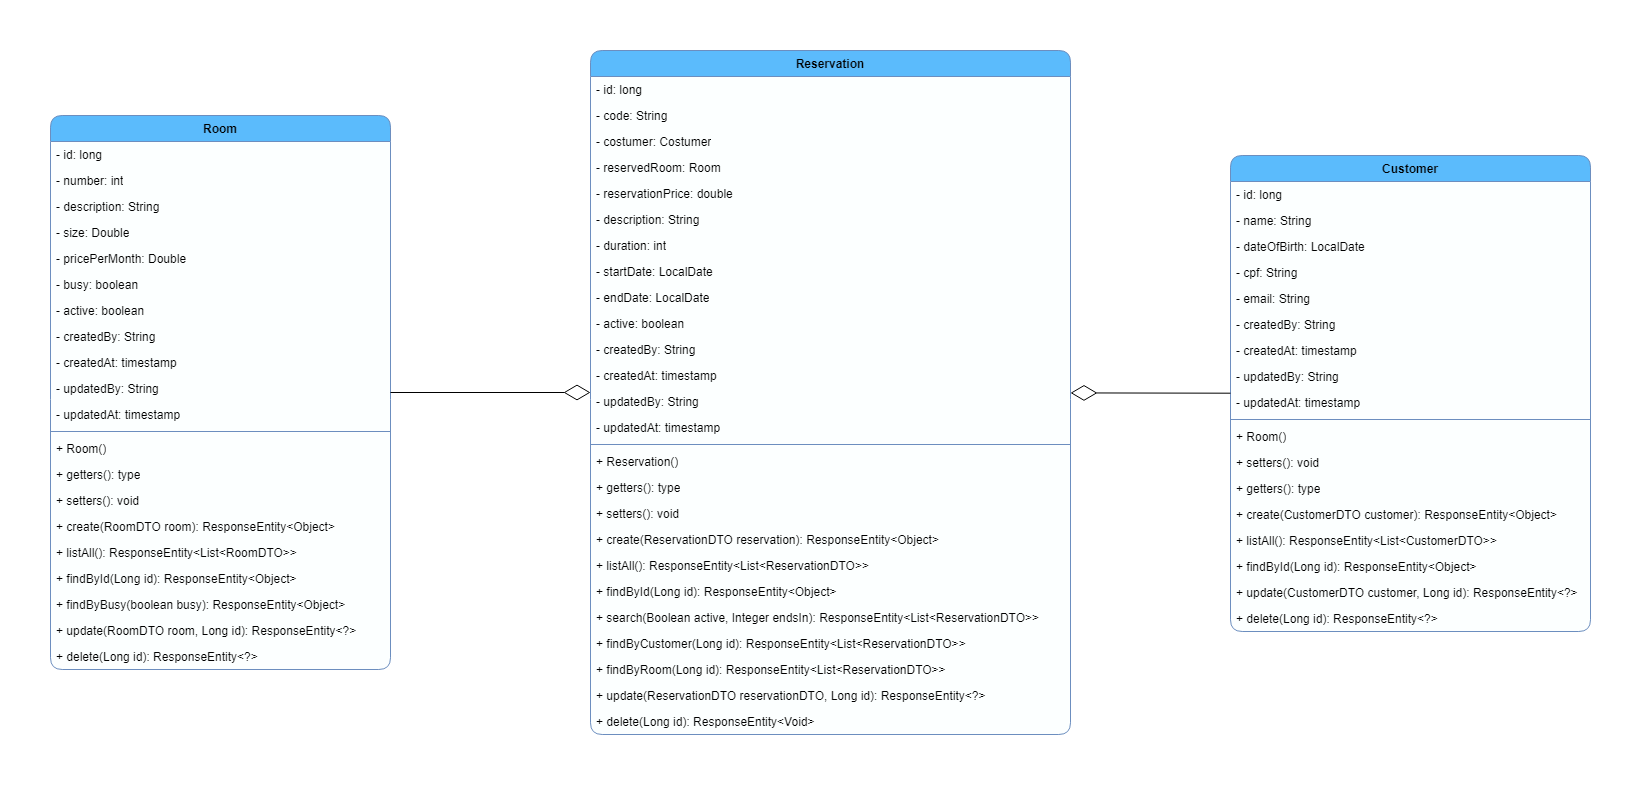 Room
- id: long
- number: int
- description: String
- size: Double
- pricePerMonth: Double
- busy: boolean
- active: boolean
- createdBy: String
- createdAt: timestamp
- updatedBy: String
- updatedAt: timestamp
+ Room()
+ getters(): type
+ setters(): void
+ create(RoomDTO room): ResponseEntity<Object>
+ listAll(): ResponseEntity<List<RoomDTO>>
+ findById(Long id): ResponseEntity<Object>
+ findByBusy(boolean busy): ResponseEntity<Object>
+ update(RoomDTO room, Long id): ResponseEntity<?>
+ delete(Long id): ResponseEntity<?>
Reservation
- id: long
- code: String
- costumer: Costumer
- reservedRoom: Room
- reservationPrice: double
- description: String
- duration: int
- startDate: LocalDate
- endDate: LocalDate
- active: boolean
- createdBy: String
- createdAt: timestamp
- updatedBy: String
- updatedAt: timestamp
+ Reservation()
+ getters(): type
+ setters(): void
+ create(ReservationDTO reservation): ResponseEntity<Object>
+ listAll(): ResponseEntity<List<ReservationDTO>>
+ findById(Long id): ResponseEntity<Object>
+ search(Boolean active, Integer endsIn): ResponseEntity<List<ReservationDTO>>
+ findByCustomer(Long id): ResponseEntity<List<ReservationDTO>>
+ findByRoom(Long id): ResponseEntity<List<ReservationDTO>>
+ update(ReservationDTO reservationDTO, Long id): ResponseEntity<?>
+ delete(Long id): ResponseEntity<Void>
Customer
- id: long
- name: String
- dateOfBirth: LocalDate
- cpf: String
- email: String
- createdBy: String
- createdAt: timestamp
- updatedBy: String
- updatedAt: timestamp
+ Room()
+ setters(): void
+ getters(): type
+ create(CustomerDTO customer): ResponseEntity<Object>
+ listAll(): ResponseEntity<List<CustomerDTO>>
+ findById(Long id): ResponseEntity<Object>
+ update(CustomerDTO customer, Long id): ResponseEntity<?>
+ delete(Long id): ResponseEntity<?>